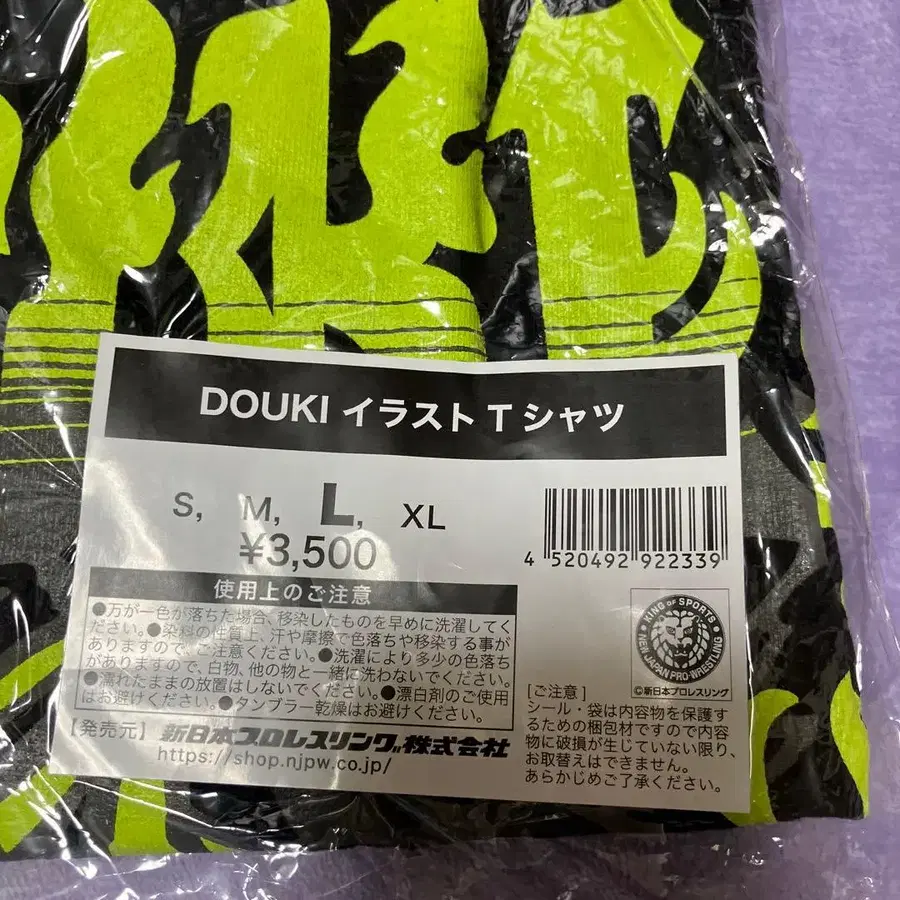 DOUKI イラスト T シャツ
S, M, L, XL
¥3,500
4 520492 922339
使用上のご注意
●万が一色が落ちた場合、移染したものを早めに洗濯してく
ださい。●染料の性質上、汗や摩擦で色落ちや移染する事が
ありますので、ご注意ください。●洗濯により多少の色落ち
がありますので、白物、他の物と一緒に洗わないでください。
●濡れたままの放置はしないでください。●漂白剤のご使用
はお避けください。●タンブラー乾燥はお避けください。
【発売元】新日本プロレスリング株式会社
https://shop.njpw.co.jp/
KING OF SPORTS
NEW JAPAN PRO-WRESTLING
©新日本プロレスリング
[ご注意]
シール・袋は内容物を保護す
るための梱包材ですので内容
物に破損が生じていない限り、
お取替えはできません。
あらかじめご了承ください。